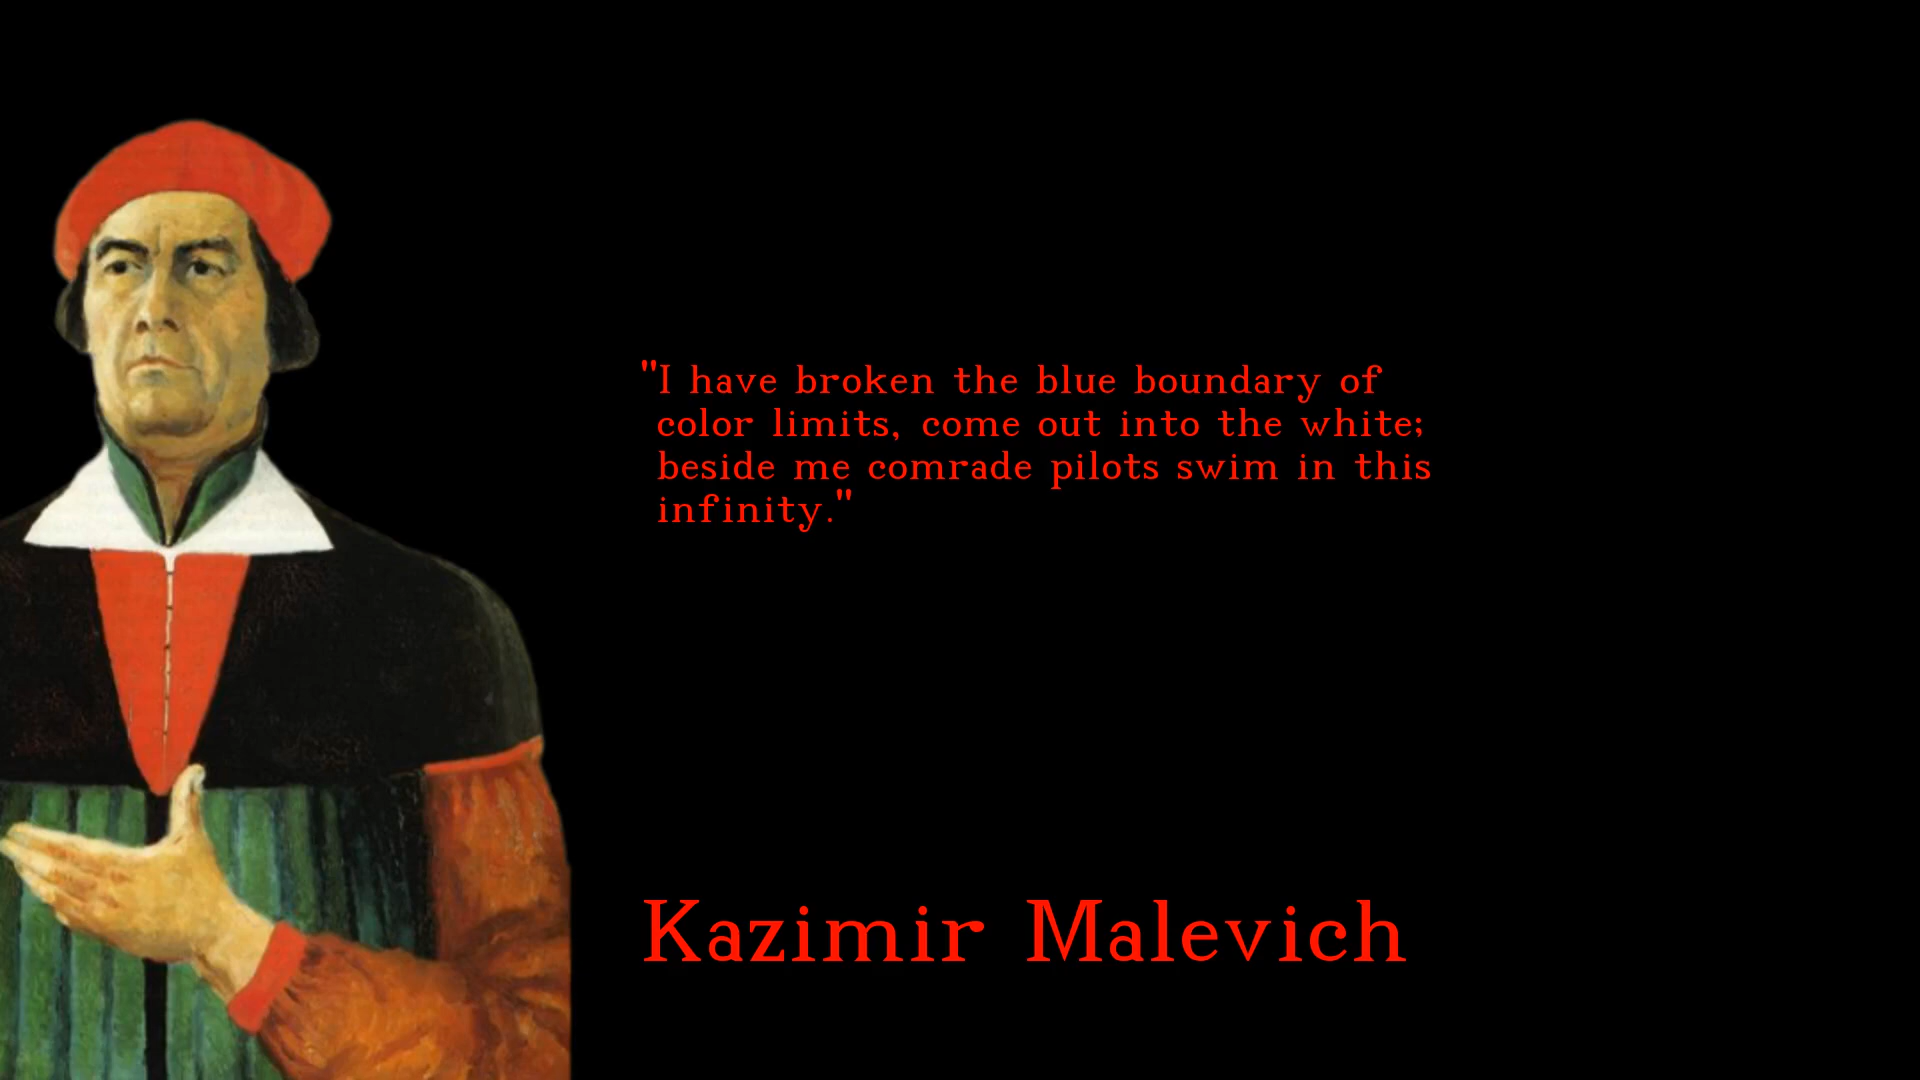 "I have broken the blue boundary of
color limits, come out into the white;
beside me comrade pilots swim in this
infinity."
Kazimir Malevich